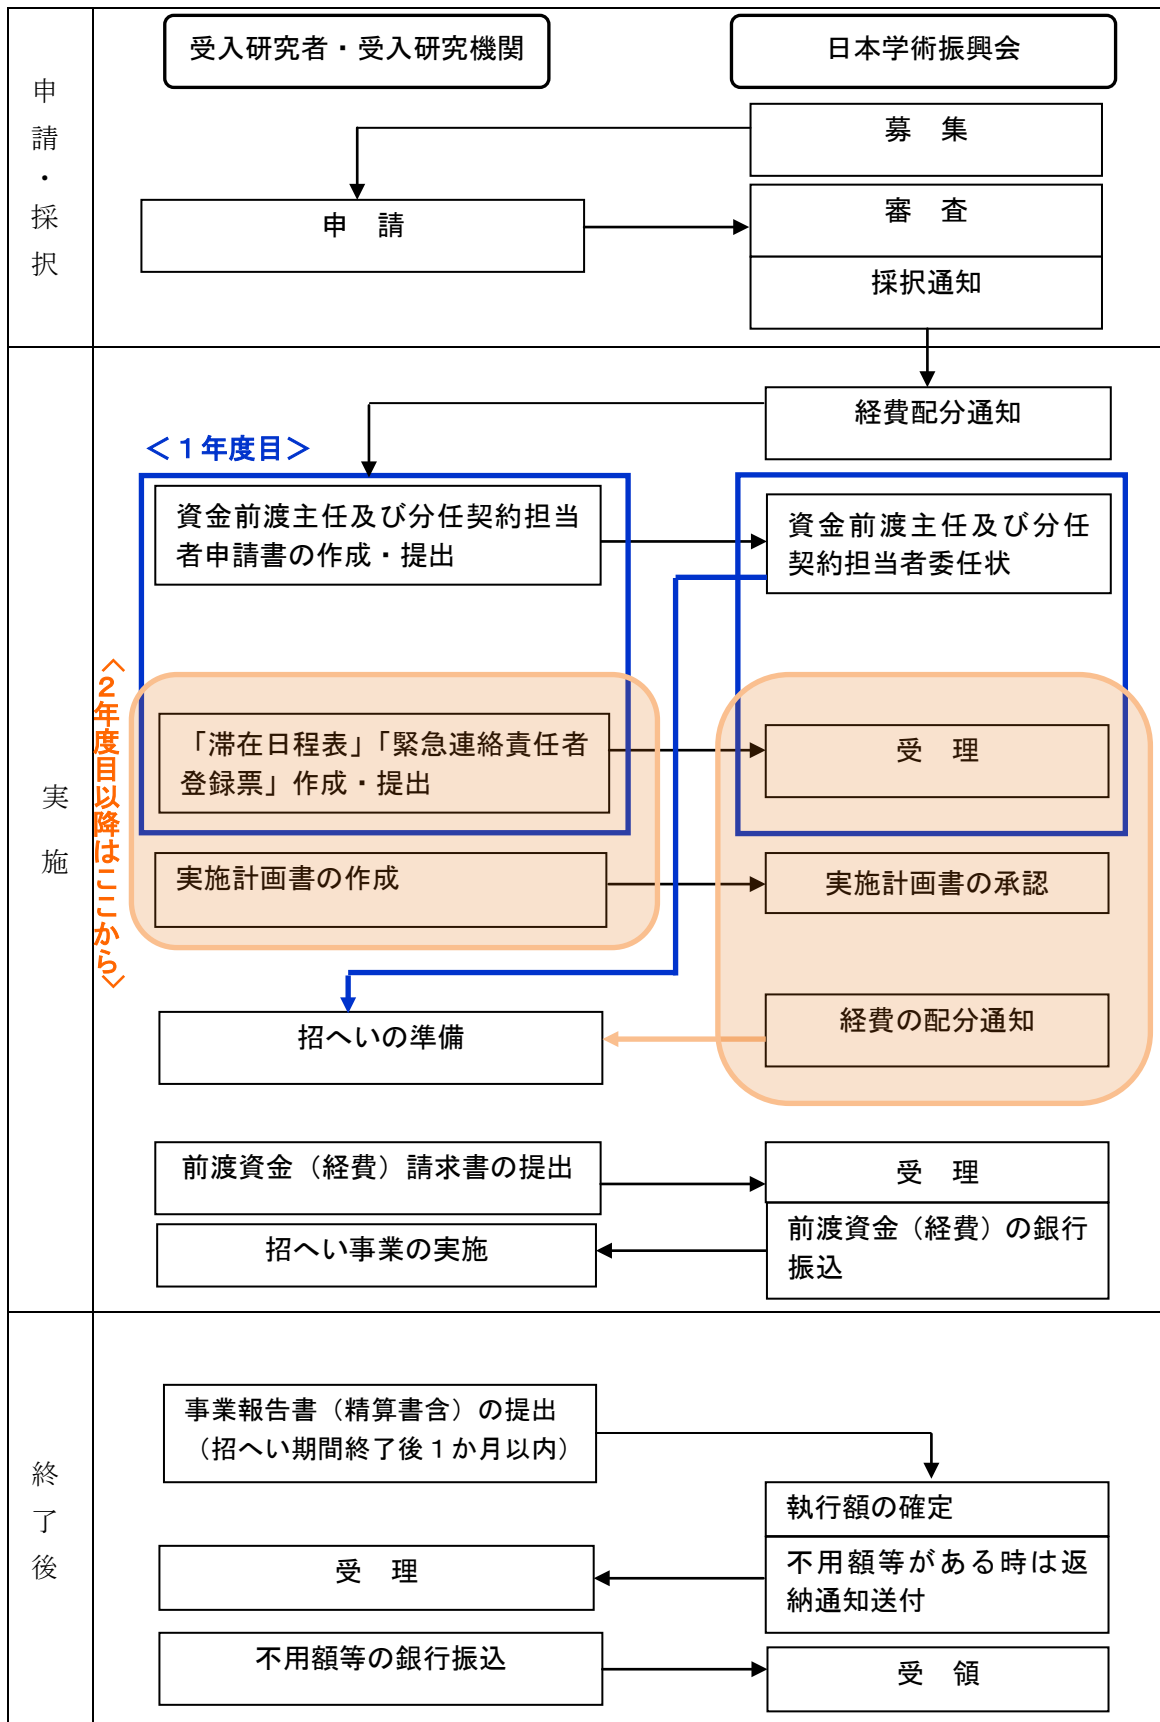 受入研究者・受入研究機関
日本学術振興会
申請・採択
募　集
申　請
審　査
採択通知
実　施
経費配分通知
＜１年度目＞
資金前渡主任及び分任契約担当
者申請書の作成・提出
資金前渡主任及び分任
契約担当者委任状
＜２年度目以降はここから＞
「滞在日程表」「緊急連絡責任者
登録票」作成・提出
受　理
実施計画書の作成
実施計画書の承認
経費の配分通知
招へいの準備
前渡資金（経費）請求書の提出
受　理
招へい事業の実施
前渡資金（経費）の銀行
振込
終了後
事業報告書（精算書含）の提出
（招へい期間終了後１か月以内）
執行額の確定
不用額等がある時は返
納通知送付
受　理
不用額等の銀行振込
受　領